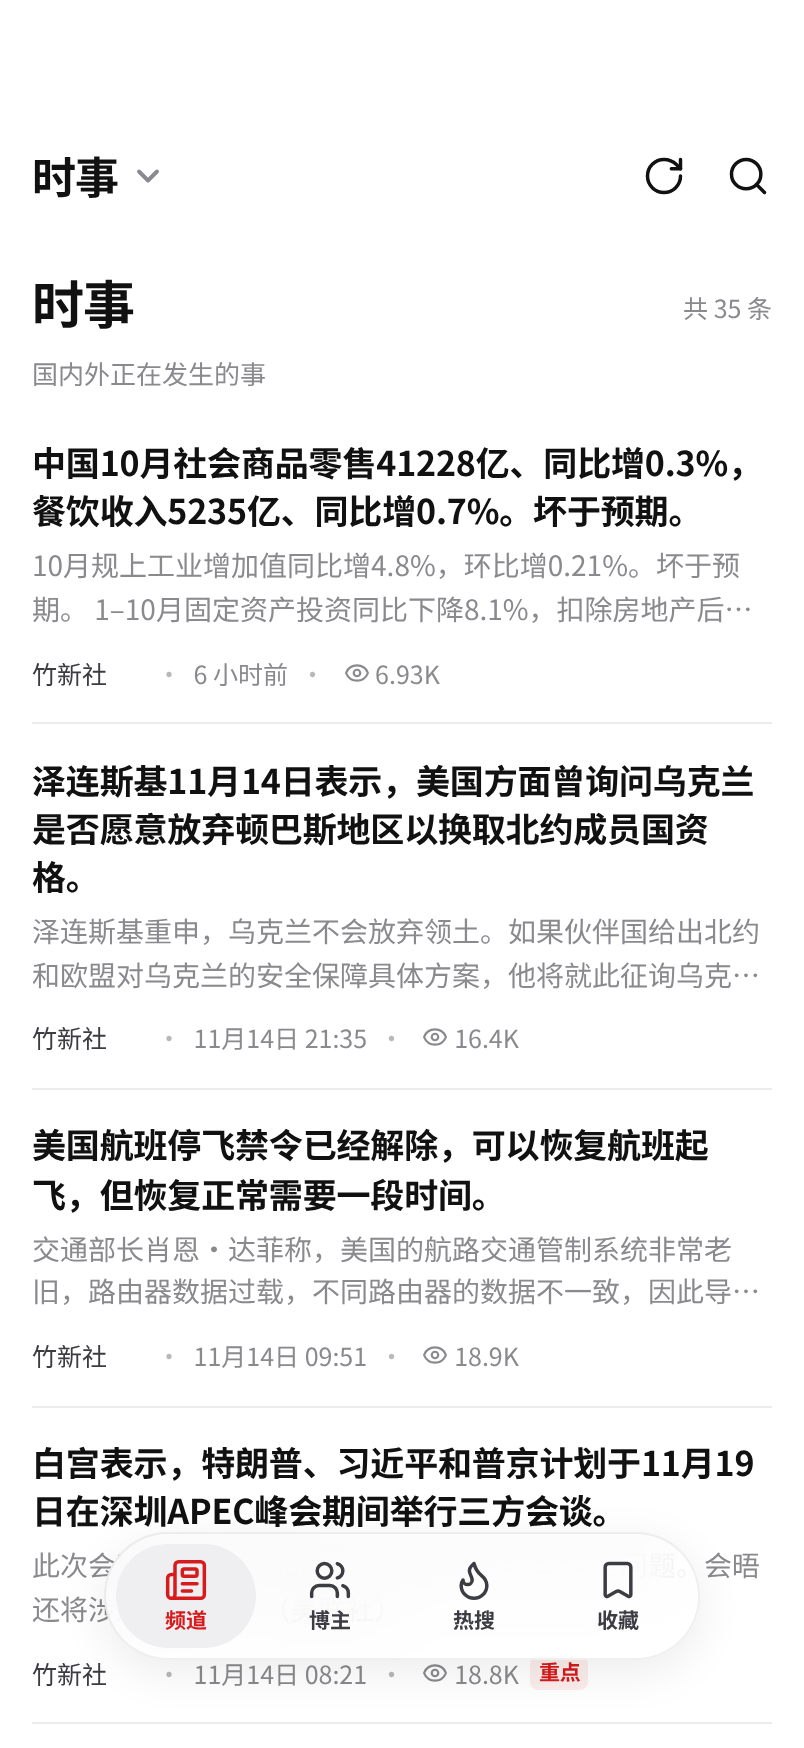 时事
时事
共 35 条
国内外正在发生的事
中国10月社会商品零售41228亿、同比增0.3%，
餐饮收入5235亿、同比增0.7%。坏于预期。
10月规上工业增加值同比增4.8%，环比增0.21%。坏于预
期。 1–10月固定资产投资同比下降8.1%，扣除房地产后…
竹新社 • 6 小时前 • 6.93K
泽连斯基11月14日表示，美国方面曾询问乌克兰
是否愿意放弃顿巴斯地区以换取北约成员国资
格。
泽连斯基重申，乌克兰不会放弃领土。如果伙伴国给出北约
和欧盟对乌克兰的安全保障具体方案，他将就此征询乌克…
竹新社 • 11月14日 21:35 • 16.4K
美国航班停飞禁令已经解除，可以恢复航班起
飞，但恢复正常需要一段时间。
交通部长肖恩・达菲称，美国的航路交通管制系统非常老
旧，路由器数据过载，不同路由器的数据不一致，因此导…
竹新社 • 11月14日 09:51 • 18.9K
白宫表示，特朗普、习近平和普京计划于11月19
日在深圳APEC峰会期间举行三方会谈。
此次会 题。会晤
还将涉
竹新社 • 11月14日 08:21 • 18.8K 重点
频道 博主 热搜 收藏